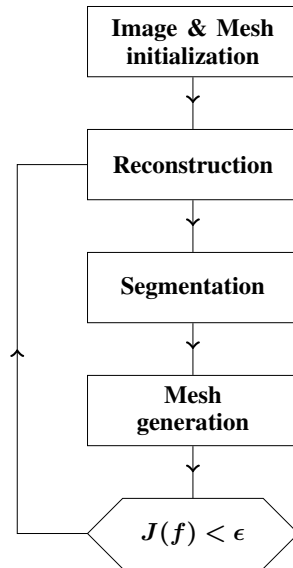 Image & Mesh
initialization
Reconstruction
Segmentation
Mesh
generation
J(f) < ϵ